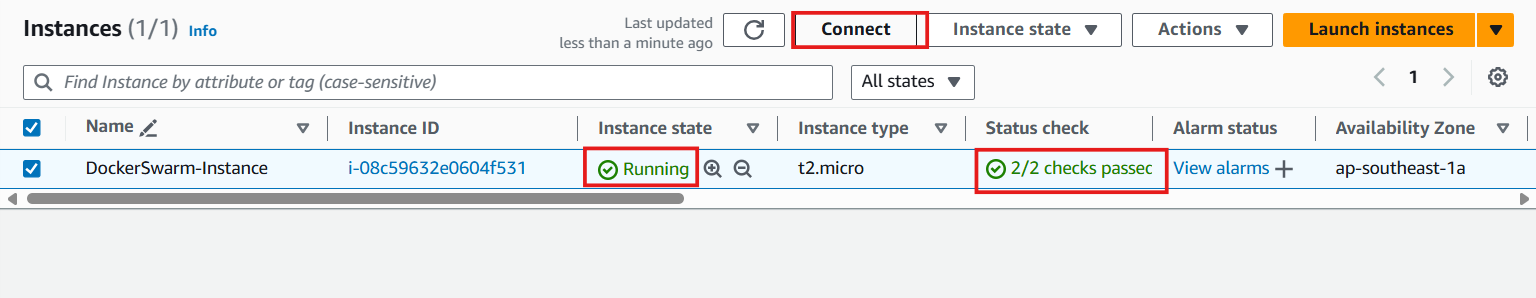 Instances (1/1) Info
Last updated
less than a minute ago
Connect
Instance state
Actions
Launch instances
Find Instance by attribute or tag (case-sensitive)
All states
1
Name Instance ID Instance state Instance type Status check Alarm status Availability Zone
DockerSwarm-Instance i-08c59632e0604f531 Running t2.micro 2/2 checks passec View alarms ap-southeast-1a